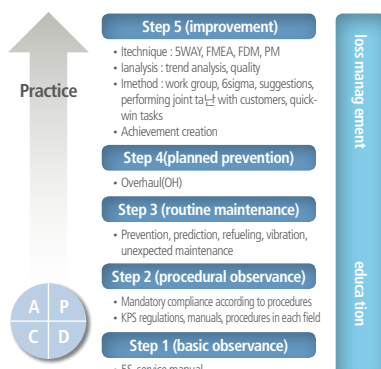 Step 5 (improvement)
• Itechnique : 5WAY, FMEA, FDM, PM
• Ianalysis : trend analysis, quality
• Imethod : work group, 6sigma, suggestions,
performing joint ta난 with customers, quick-
win tasks
• Achievement creation
Practice
Step 4(planned prevention)
• Overhaul(OH)
Step 3 (routine maintenance)
• Prevention, prediction, refueling, vibration,
unexpected maintenance
Step 2 (procedural observance)
• Mandatory compliance according to procedures
• KPS regulations, manuals, procedures in each field
Step 1 (basic observance)
A P
C D
loss manag ement
educa tion